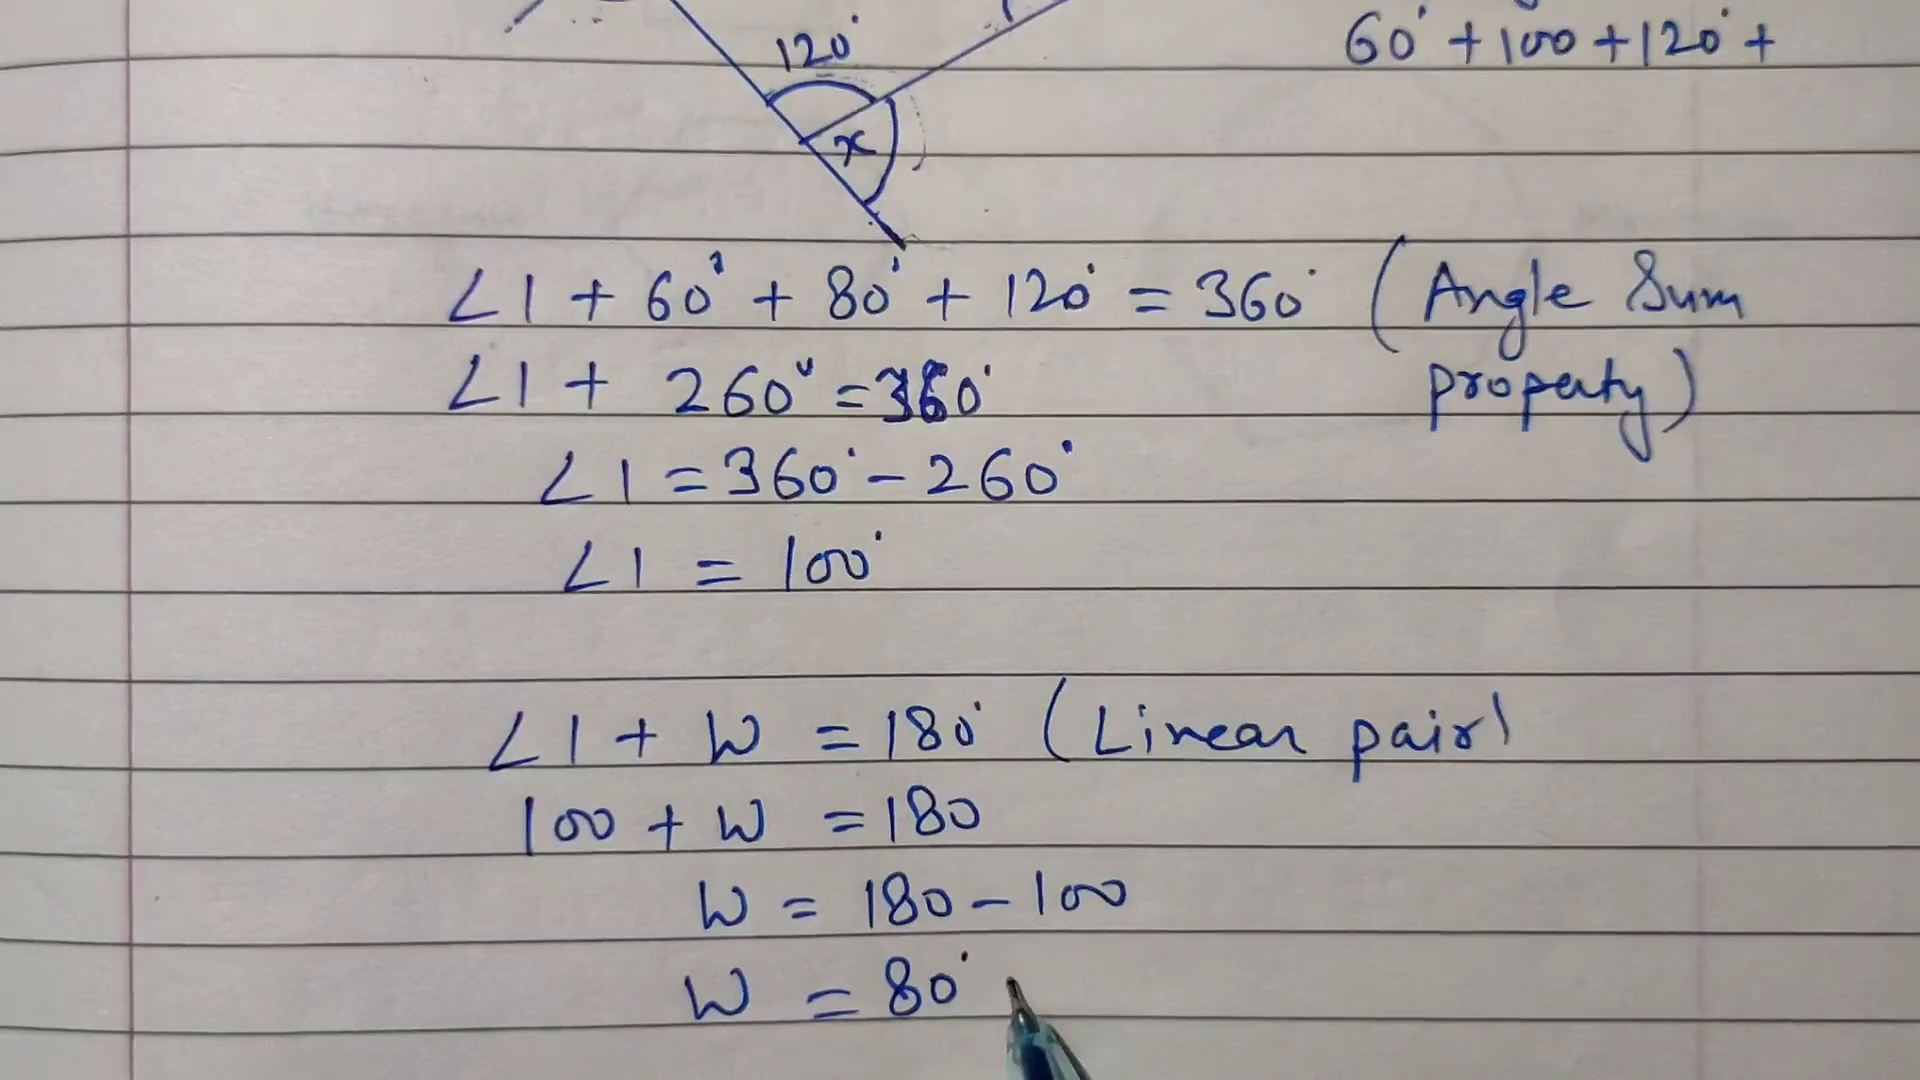 120°
60° + 100 + 120° +
x
∠1 + 60° + 80° + 120° = 360° (Angle Sum
property)
∠1 + 260° = 360°
∠1 = 360° - 260°
∠1 = 100°
∠1 + W = 180° (Linear pair)
100 + W = 180
W = 180 - 100
W = 80°